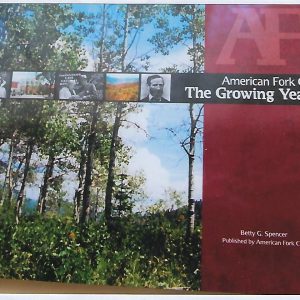 AF
American Fork C
The Growing Yea
Betty G. Spencer
Published by American Fork C